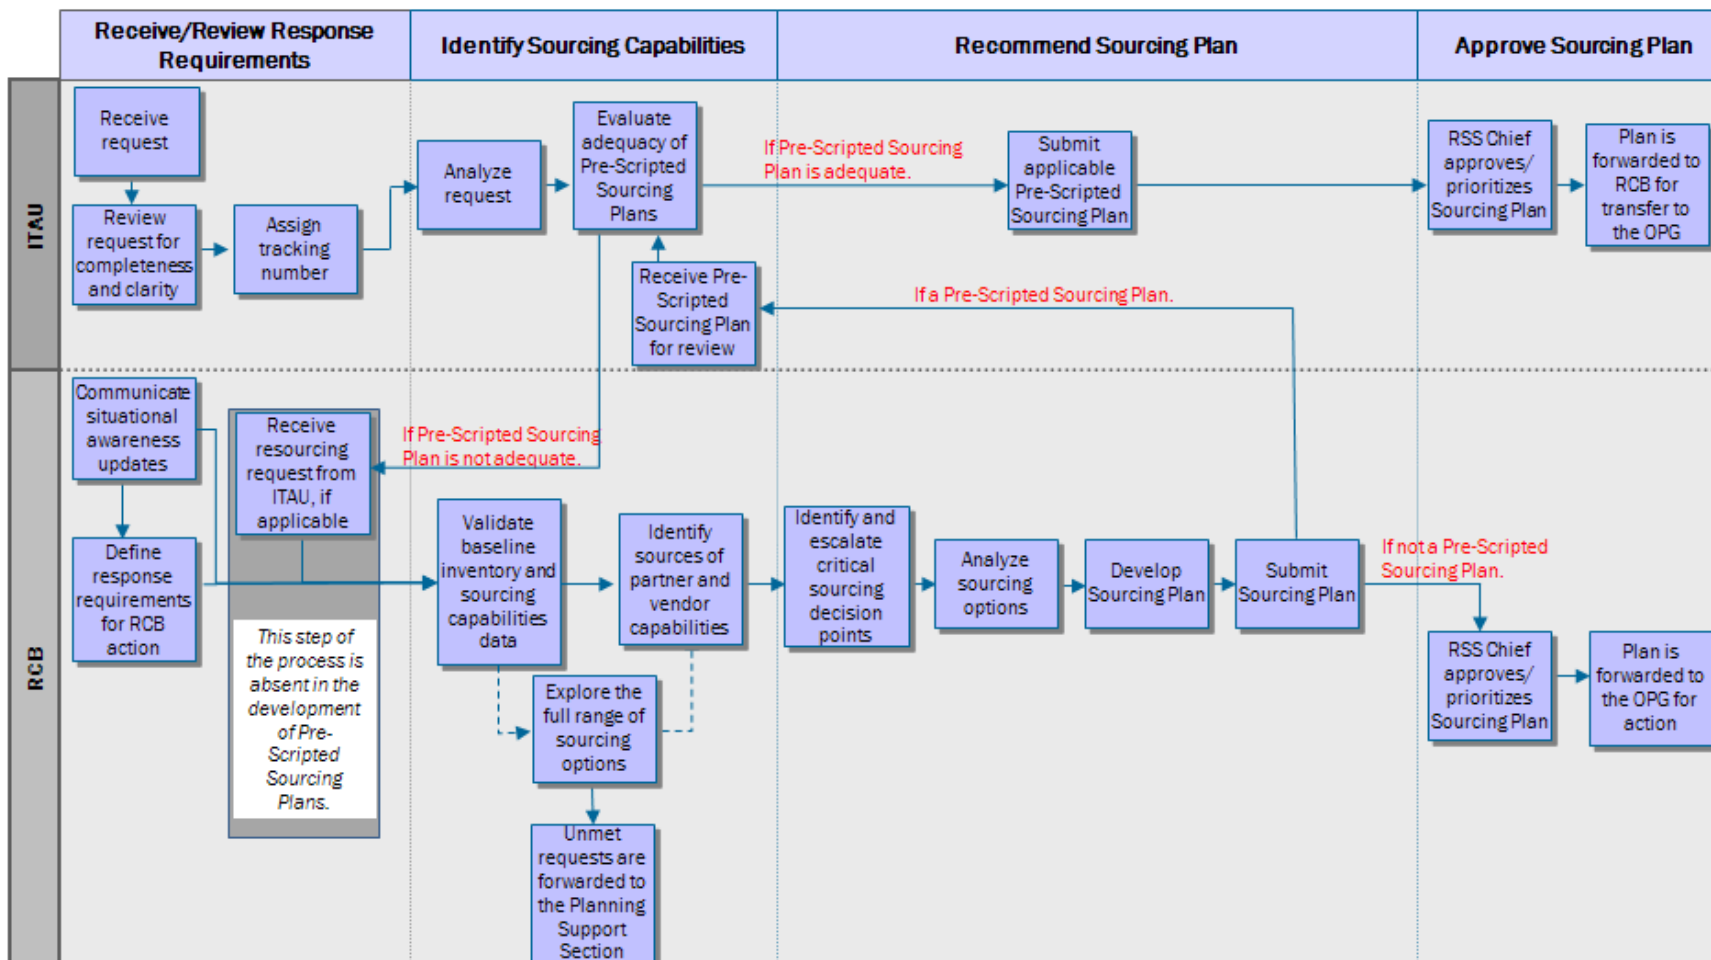 Receive/Review Response
Requirements
Identify Sourcing Capabilities
Recommend Sourcing Plan
Approve Sourcing Plan
ITAU
Receive
request
Review
request for
completeness
and clarity
Assign
tracking
number
Analyze
request
Evaluate
adequacy of
Pre-Scripted
Sourcing
Plans
If Pre-Scripted Sourcing
Plan is adequate.
Submit
applicable
Pre-Scripted
Sourcing Plan
RSS Chief
approves/
prioritizes
Sourcing Plan
Plan is
forwarded to
RCB for
transfer to
the OPG
Receive Pre-
Scripted
Sourcing Plan
for review
If a Pre-Scripted Sourcing Plan.
RCB
Communicate
situational
awareness
updates
Define
response
requirements
for RCB
action
Receive
resourcing
request from
ITAU, if
applicable
This step of
the process is
absent in the
development
of Pre-
Scripted
Sourcing
Plans.
If Pre-Scripted Sourcing
Plan is not adequate.
Validate
baseline
inventory and
sourcing
capabilities
data
Identify
sources of
partner and
vendor
capabilities
Explore the
full range of
sourcing
options
Unmet
requests are
forwarded to
the Planning
Support
Section
Identify and
escalate
critical
sourcing
decision
points
Analyze
sourcing
options
Develop
Sourcing Plan
Submit
Sourcing Plan
If not a Pre-Scripted
Sourcing Plan.
RSS Chief
approves/
prioritizes
Sourcing Plan
Plan is
forwarded to
the OPG for
action